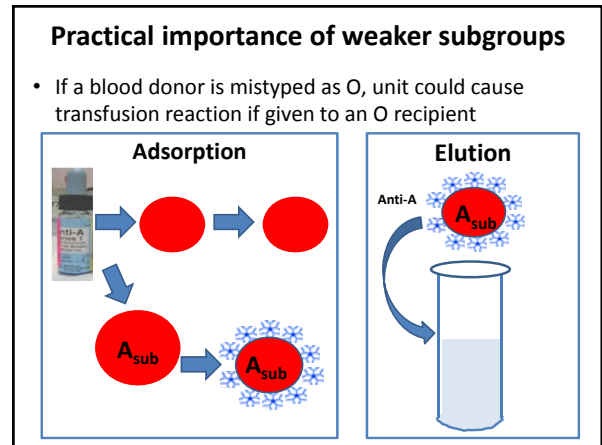 Practical importance of weaker subgroups
• If a blood donor is mistyped as O, unit could cause
transfusion reaction if given to an O recipient
Adsorption
nti-A
Asub
Asub
Elution
Anti-A
Asub